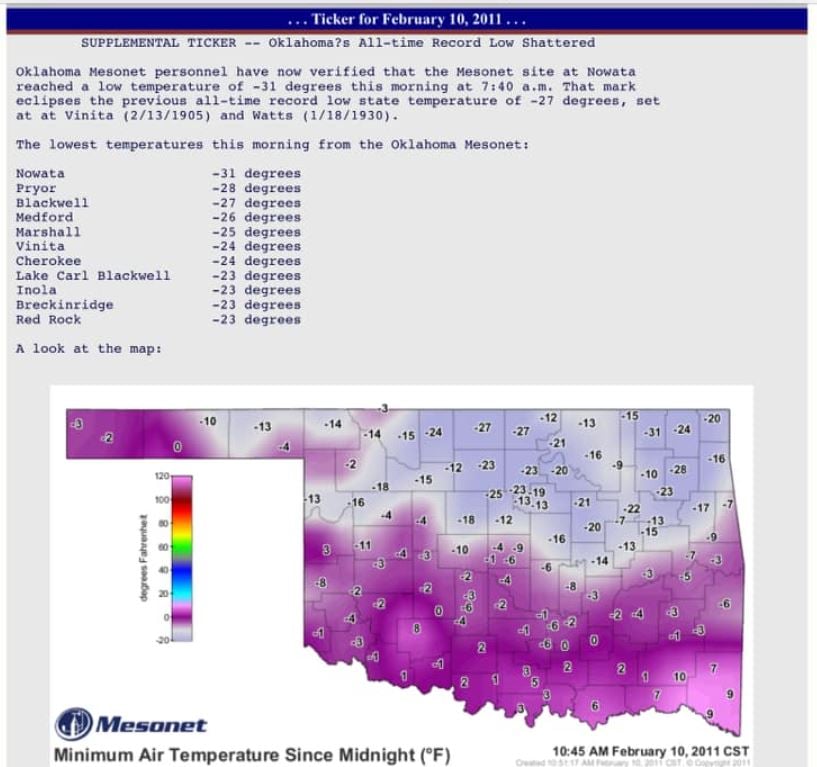 . . . Ticker for February 10, 2011 . . .
SUPPLEMENTAL TICKER -- Oklahoma?s All-time Record Low Shattered
Oklahoma Mesonet personnel have now verified that the Mesonet site at Nowata
reached a low temperature of -31 degrees this morning at 7:40 a.m. That mark
eclipses the previous all-time record low state temperature of -27 degrees, set
at at Vinita (2/13/1905) and Watts (1/18/1930).
The lowest temperatures this morning from the Oklahoma Mesonet:
Nowata -31 degrees
Pryor -28 degrees
Blackwell -27 degrees
Medford -26 degrees
Marshall -25 degrees
Vinita -24 degrees
Cherokee -24 degrees
Lake Carl Blackwell -23 degrees
Inola -23 degrees
Breckinridge -23 degrees
Red Rock -23 degrees
A look at the map:
-3
-3 -2 0 -10 -13 -4 -14 -14 -15 -24 -27 -27 -12 -21 -13 -15 -31 -24 -20
-2 -18 -15 -12 -23 -23 -20 -16 -9 -10 -28 -16
-13 -16 -4 -4 -25 -23 -19 -13 -13 -21 -22 -23 -17 -7
-18 -12 -16 -20 -7 -13 -15 -9
3 -11 -3 -4 -3 -10 -4 -9 -1 -6 -6 -14 -13 -7 -3
-8 -2 -2 -2 -4 -8 -3 -3 -5
-2 0 -3 -6 -2 -4 -1 -2 -4 -3 -6
-1 -4 -3 8 -1 -6 -2 -6 0 0 -1 -3
-1 -1 2 3 2 2 1 10 7
1 2 1 5 3 7 9
3 6 9
120
100
80
60
40
20
0
-20
degrees Fahrenheit
Mesonet
Minimum Air Temperature Since Midnight (°F)
10:45 AM February 10, 2011 CST
Created 10:51:17 AM February 10, 2011 CST. © Copyright 2011